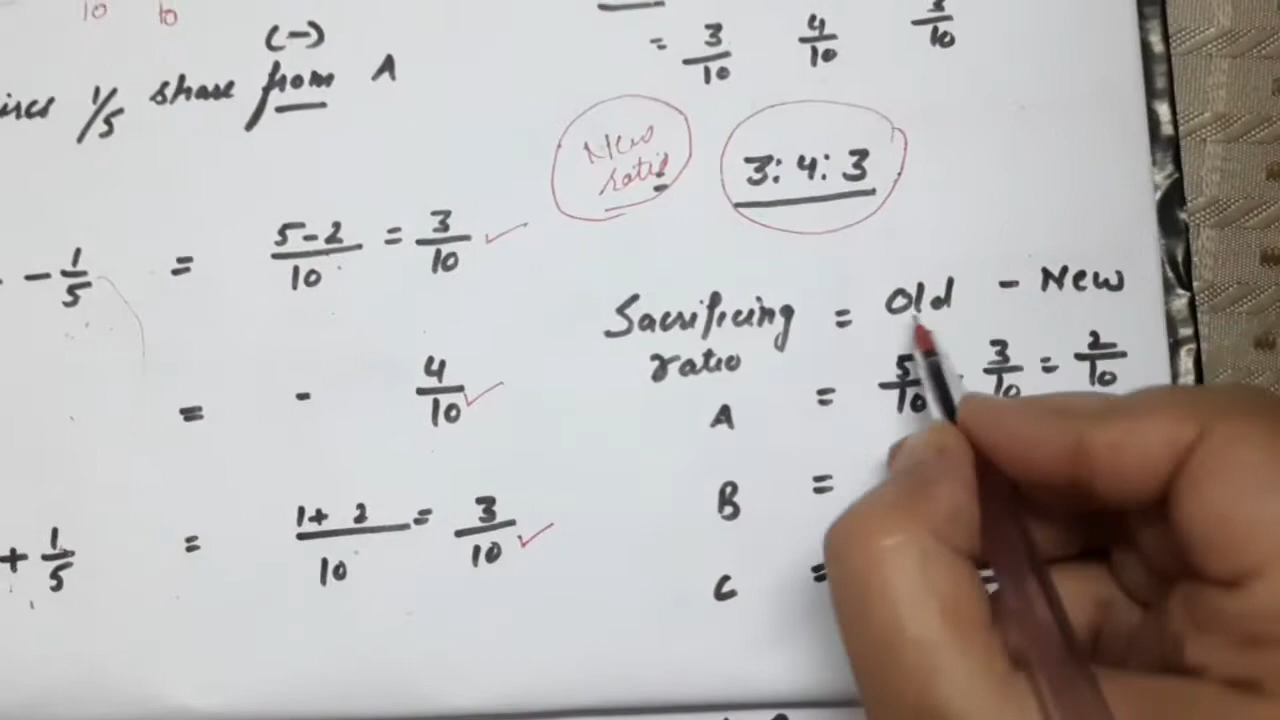 10 10
(-)
1/5 share from A
- 1/5 = 5-2/10 = 3/10 ✓
= - 4/10 ✓
+ 1/5 = 1+2/10 = 3/10 ✓
= 3/10 4/10 3/10
New ratio 3:4:3
Sacrificing ratio = Old - New
A = 5/10 - 3/10 = 2/10
B =
C =